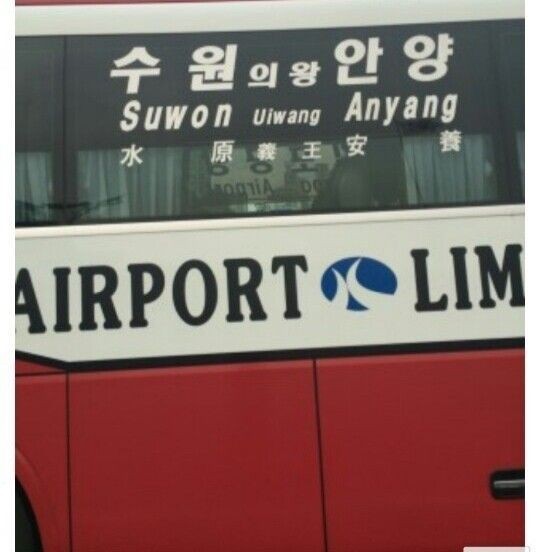 수원 의왕 안양
Suwon Uiwang Anyang
水 原 義 王 安 養
AIRPORT LIM